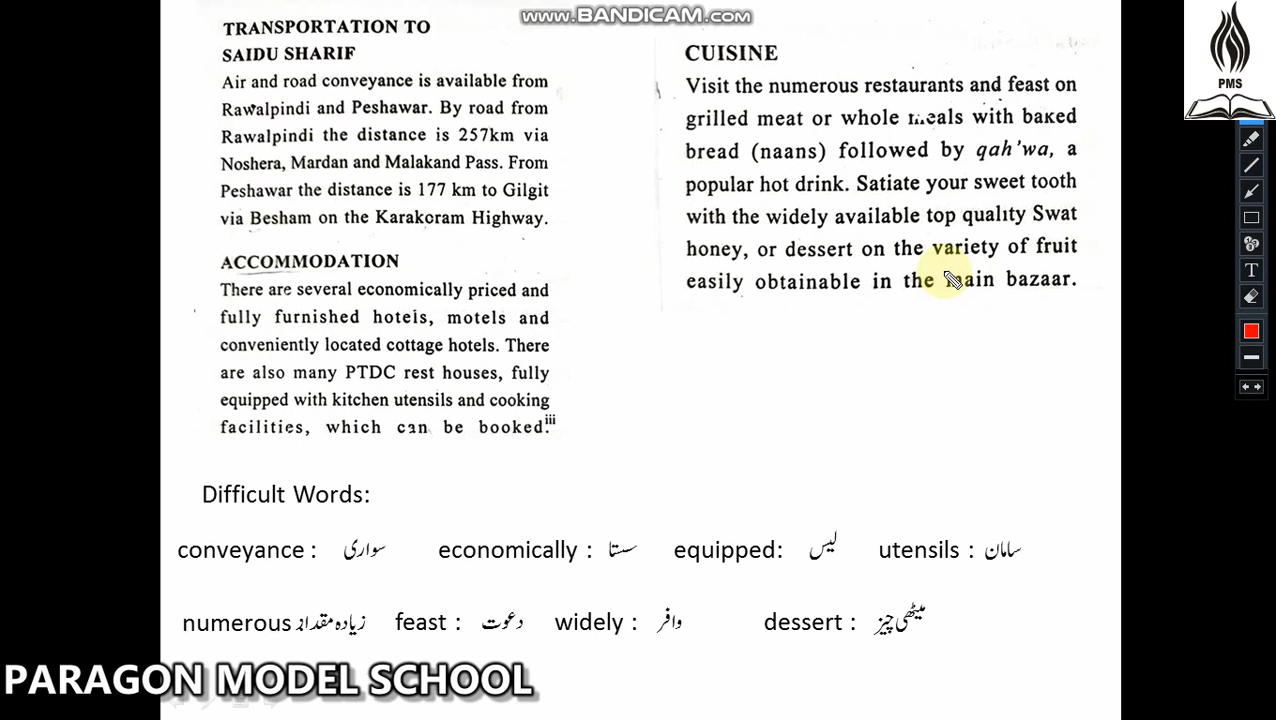 www.BANDICAM.com
PMS
TRANSPORTATION TO
SAIDU SHARIF
Air and road conveyance is available from
Rawalpindi and Peshawar. By road from
Rawalpindi the distance is 257km via
Noshera, Mardan and Malakand Pass. From
Peshawar the distance is 177 km to Gilgit
via Besham on the Karakoram Highway.
ACCOMMODATION
There are several economically priced and
fully furnished hotels, motels and
conveniently located cottage hotels. There
are also many PTDC rest houses, fully
equipped with kitchen utensils and cooking
facilities, which can be booked.iii
CUISINE
Visit the numerous restaurants and feast on
grilled meat or whole meals with baked
bread (naans) followed by qah'wa, a
popular hot drink. Satiate your sweet tooth
with the widely available top quality Swat
honey, or dessert on the variety of fruit
easily obtainable in the main bazaar.
Difficult Words:
conveyance : سواری economically : سستا equipped: لیس utensils : سامان
numerous : زیادہ مقدار feast : دعوت widely : وافر dessert : میٹھی چیز
PARAGON MODEL SCHOOL